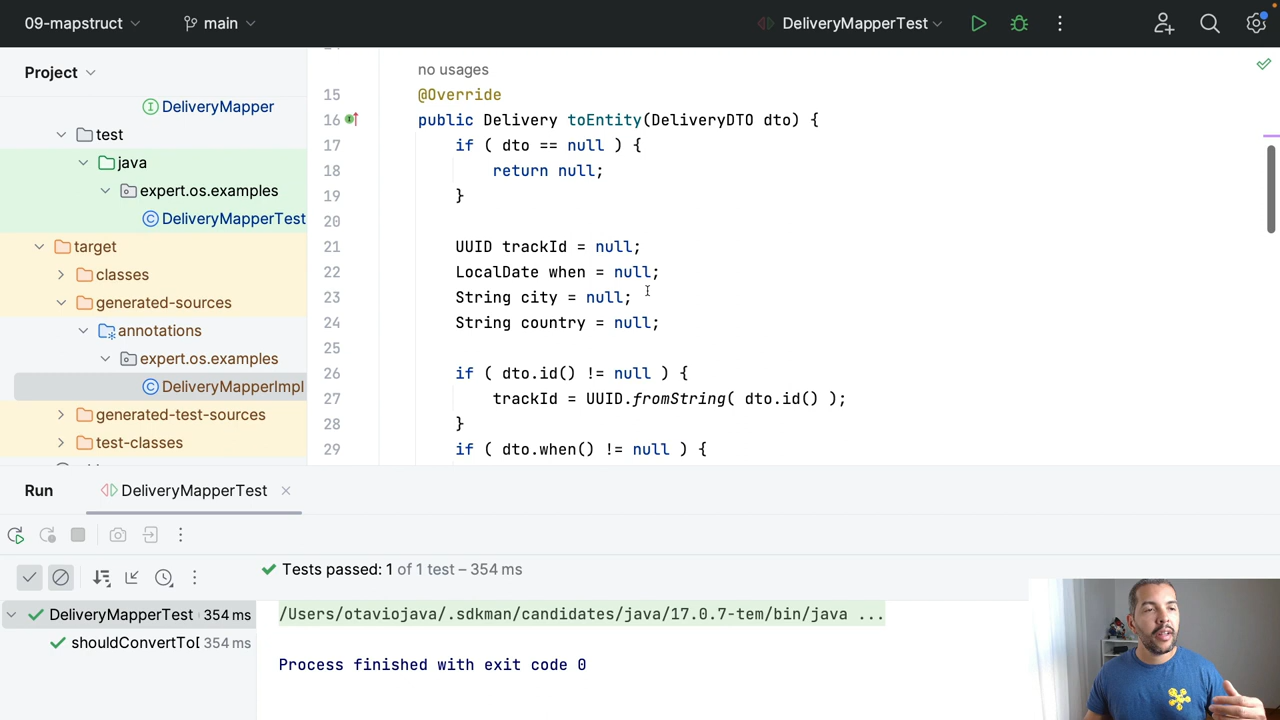 09-mapstruct
main
DeliveryMapperTest
Project
DeliveryMapper
test
java
expert.os.examples
DeliveryMapperTest
target
classes
generated-sources
annotations
expert.os.examples
DeliveryMapperImpl
generated-test-sources
test-classes
no usages
15 @Override
16 public Delivery toEntity(DeliveryDTO dto) {
17 if ( dto == null ) {
18 return null;
19 }
20
21 UUID trackId = null;
22 LocalDate when = null;
23 String city = null;
24 String country = null;
25
26 if ( dto.id() != null ) {
27 trackId = UUID.fromString( dto.id() );
28 }
29 if ( dto.when() != null ) {
Run DeliveryMapperTest
Tests passed: 1 of 1 test – 354 ms
DeliveryMapperTest 354 ms
shouldConvertTo 354 ms
/Users/otaviojava/.sdkman/candidates/java/17.0.7-tem/bin/java ...
Process finished with exit code 0